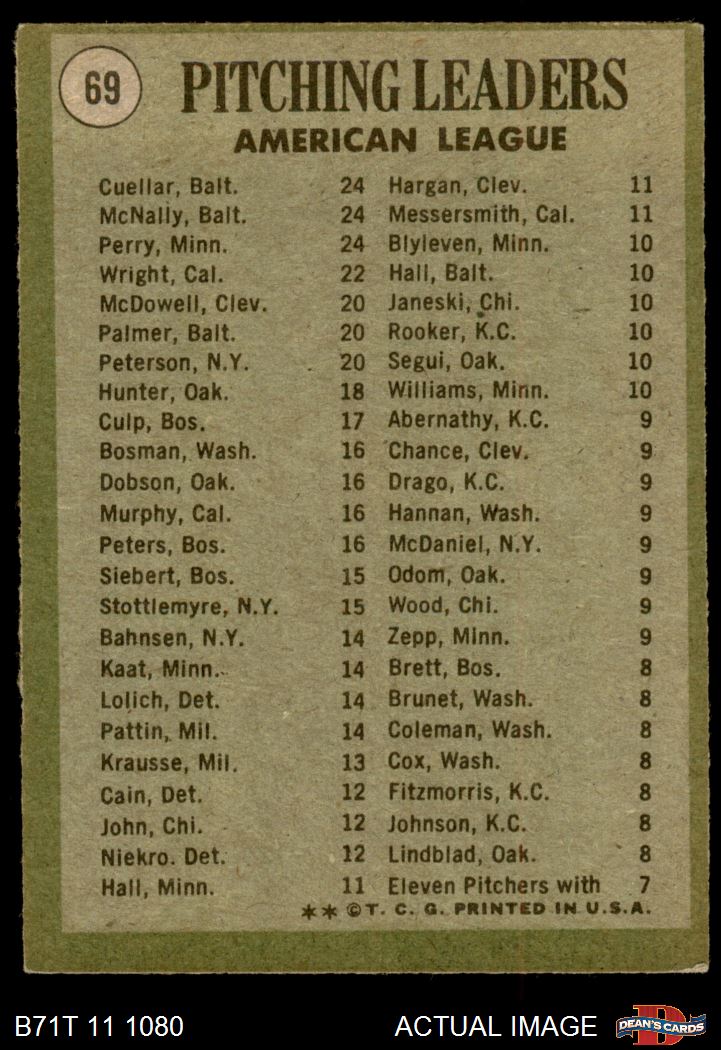 69
PITCHING LEADERS
AMERICAN LEAGUE
Cuellar, Balt. 24
McNally, Balt. 24
Perry, Minn. 24
Wright, Cal. 22
McDowell, Clev. 20
Palmer, Balt. 20
Peterson, N.Y. 20
Hunter, Oak. 18
Culp, Bos. 17
Bosman, Wash. 16
Dobson, Oak. 16
Murphy, Cal. 16
Peters, Bos. 16
Siebert, Bos. 15
Stottlemyre, N.Y. 15
Bahnsen, N.Y. 14
Kaat, Minn. 14
Lolich, Det. 14
Pattin, Mil. 14
Krausse, Mil. 13
Cain, Det. 12
John, Chi. 12
Niekro. Det. 12
Hall, Minn. 11
Hargan, Clev. 11
Messersmith, Cal. 11
Blyleven, Minn. 10
Hall, Balt. 10
Janeski, Chi. 10
Rooker, K.C. 10
Segui, Oak. 10
Williams, Minn. 10
Abernathy, K.C. 9
Chance, Clev. 9
Drago, K.C. 9
Hannan, Wash. 9
McDaniel, N.Y. 9
Odom, Oak. 9
Wood, Chi. 9
Zepp, Minn. 9
Brett, Bos. 8
Brunet, Wash. 8
Coleman, Wash. 8
Cox, Wash. 8
Fitzmorris, K.C. 8
Johnson, K.C. 8
Lindblad, Oak. 8
Eleven Pitchers with 7
** © T. C. G. PRINTED IN U.S.A.
B71T 11 1080
ACTUAL IMAGE
D
DEAN'S CARDS